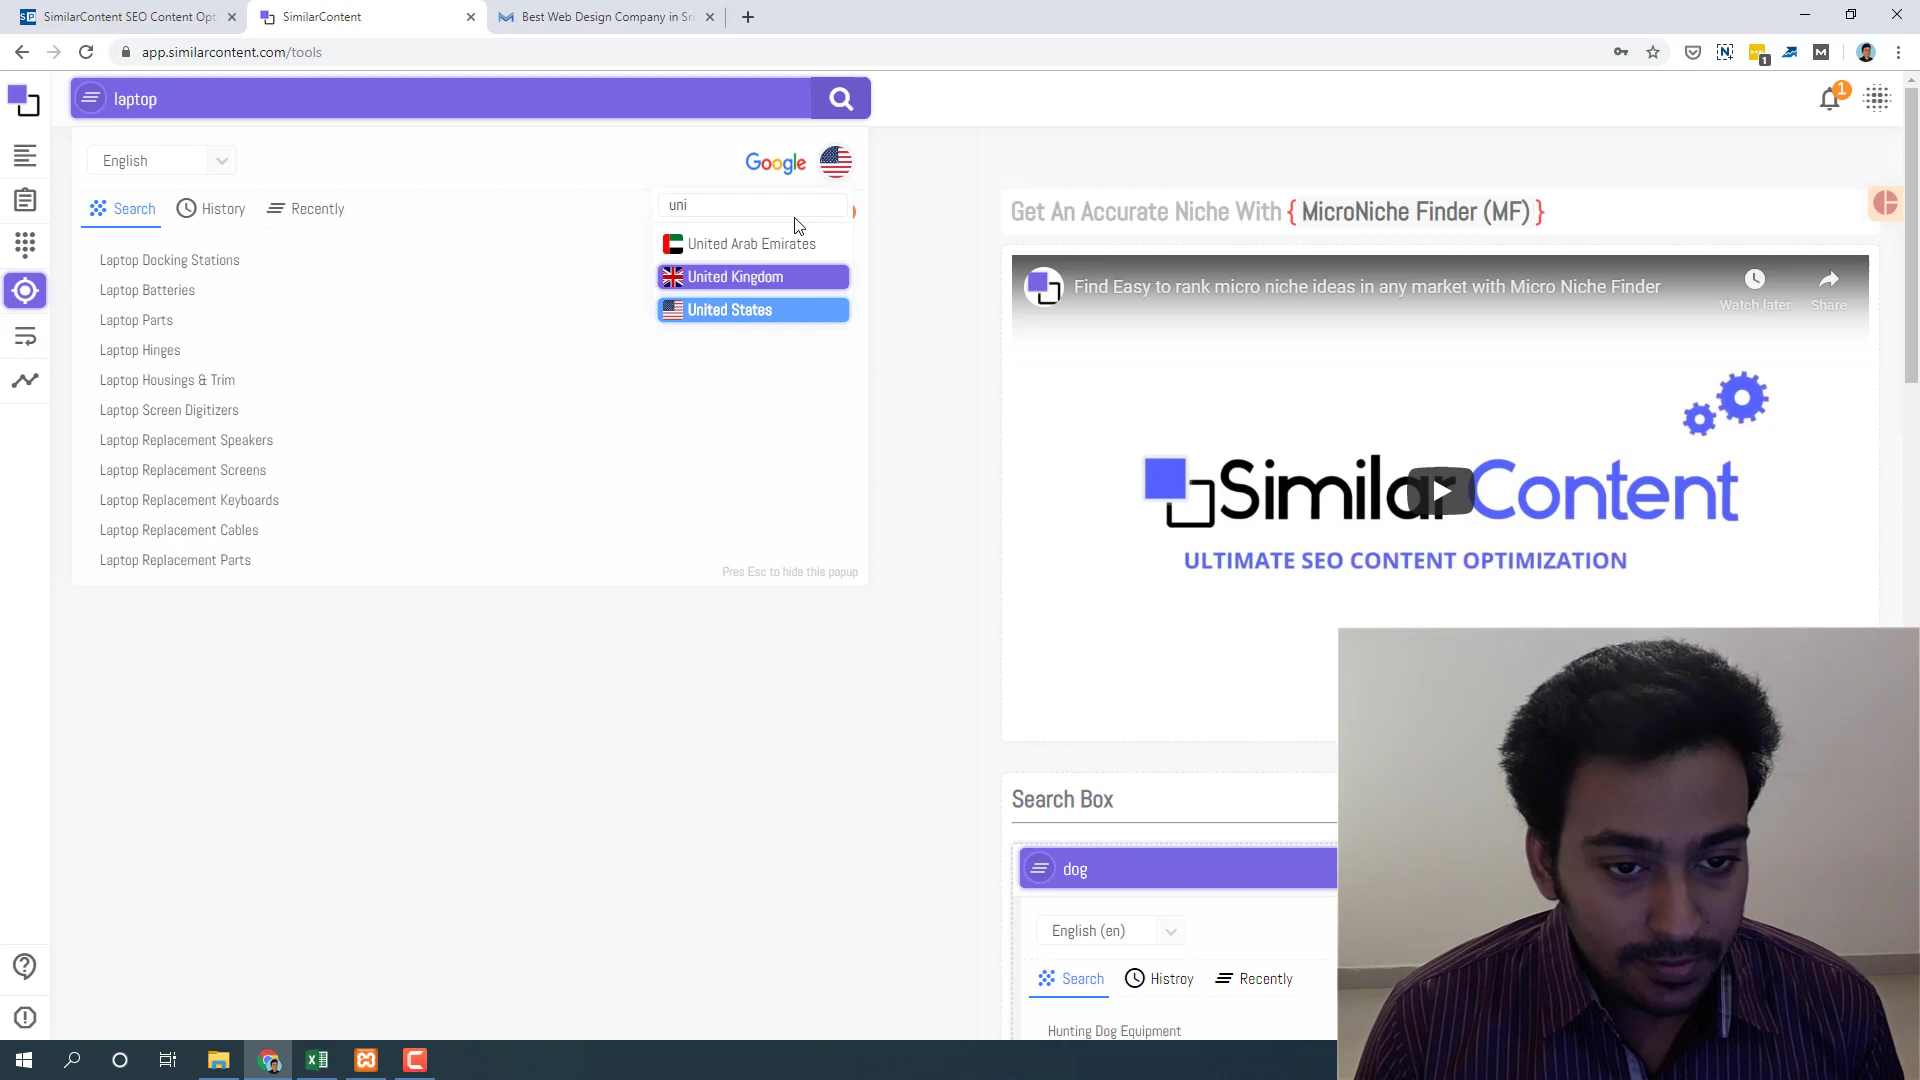 SimilarContent SEO Content Opt
SimilarContent
Best Web Design Company in Sri
app.similarcontent.com/tools
laptop
1
1
English
Google
Search
History
Recently
uni
United Arab Emirates
United Kingdom
United States
Laptop Docking Stations
Laptop Batteries
Laptop Parts
Laptop Hinges
Laptop Housings & Trim
Laptop Screen Digitizers
Laptop Replacement Speakers
Laptop Replacement Screens
Laptop Replacement Keyboards
Laptop Replacement Cables
Laptop Replacement Parts
Pres Esc to hide this popup
Get An Accurate Niche With { MicroNiche Finder (MF) }
Find Easy to rank micro niche ideas in any market with Micro Niche Finder
Watch later
Share
SimilarContent
ULTIMATE SEO CONTENT OPTIMIZATION
Search Box
dog
English (en)
Search
Histroy
Recently
Hunting Dog Equipment